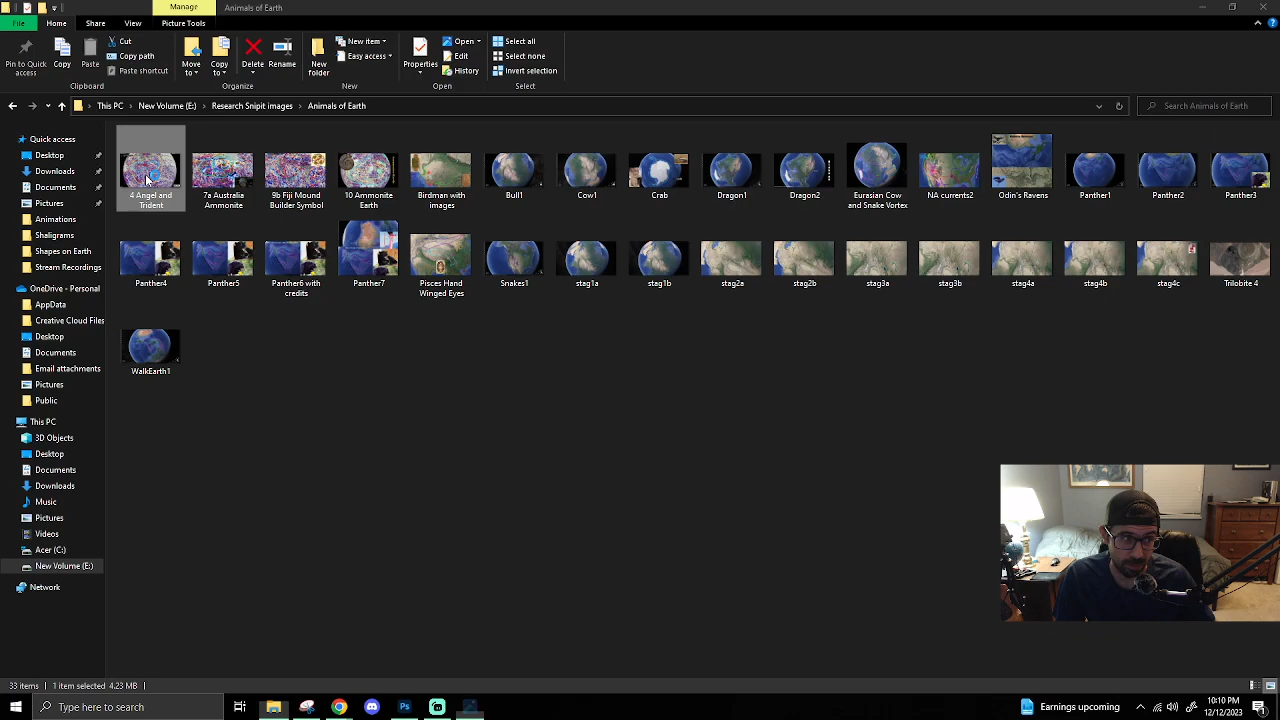 Manage
Animals of Earth
File
Home
Share
View
Picture Tools
Pin to Quick
access
Copy
Paste
Cut
Copy path
Paste shortcut
Move
to
Copy
to
Delete
Rename
New
folder
New item
Easy access
Properties
Open
Edit
History
Select all
Select none
Invert selection
Clipboard
Organize
New
Open
Select
This PC
New Volume (E:)
Research Snipit images
Animals of Earth
Search Animals of Earth
Quick access
Desktop
Downloads
Documents
Pictures
Animations
Shaligrams
Shapes on Earth
Stearn Recordings
OneDrive - Personal
AppData
Creative Cloud Files
Desktop
Documents
Email attachments
Pictures
Public
This PC
3D Objects
Desktop
Documents
Downloads
Music
Pictures
Videos
Acer (C:)
New Volume (E:)
Network
4 Angel and
Trident
7a Australia
Ammonite
9b Fiji Mound
Builder Symbol
10 Ammonite
Earth
Birdman with
images
Bull1
Cow1
Crab
Dragon1
Dragon2
Eurasian Cow
and Snake Vortex
NA currents2
Odin's Ravens
Panther1
Panther2
Panther3
Panther4
Panther5
Panther6 with
credits
Panther7
Pisces Hand
Winged Eyes
Snakes1
stag1a
stag1b
stag2a
stag2b
stag3a
stag3b
stag4a
stag4b
stag4c
Trilobite 4
WalkEarth1
33 items
1 item selected 4.23 MB
Type here to search
Ps
Earnings upcoming
10:10 PM
12/12/2023